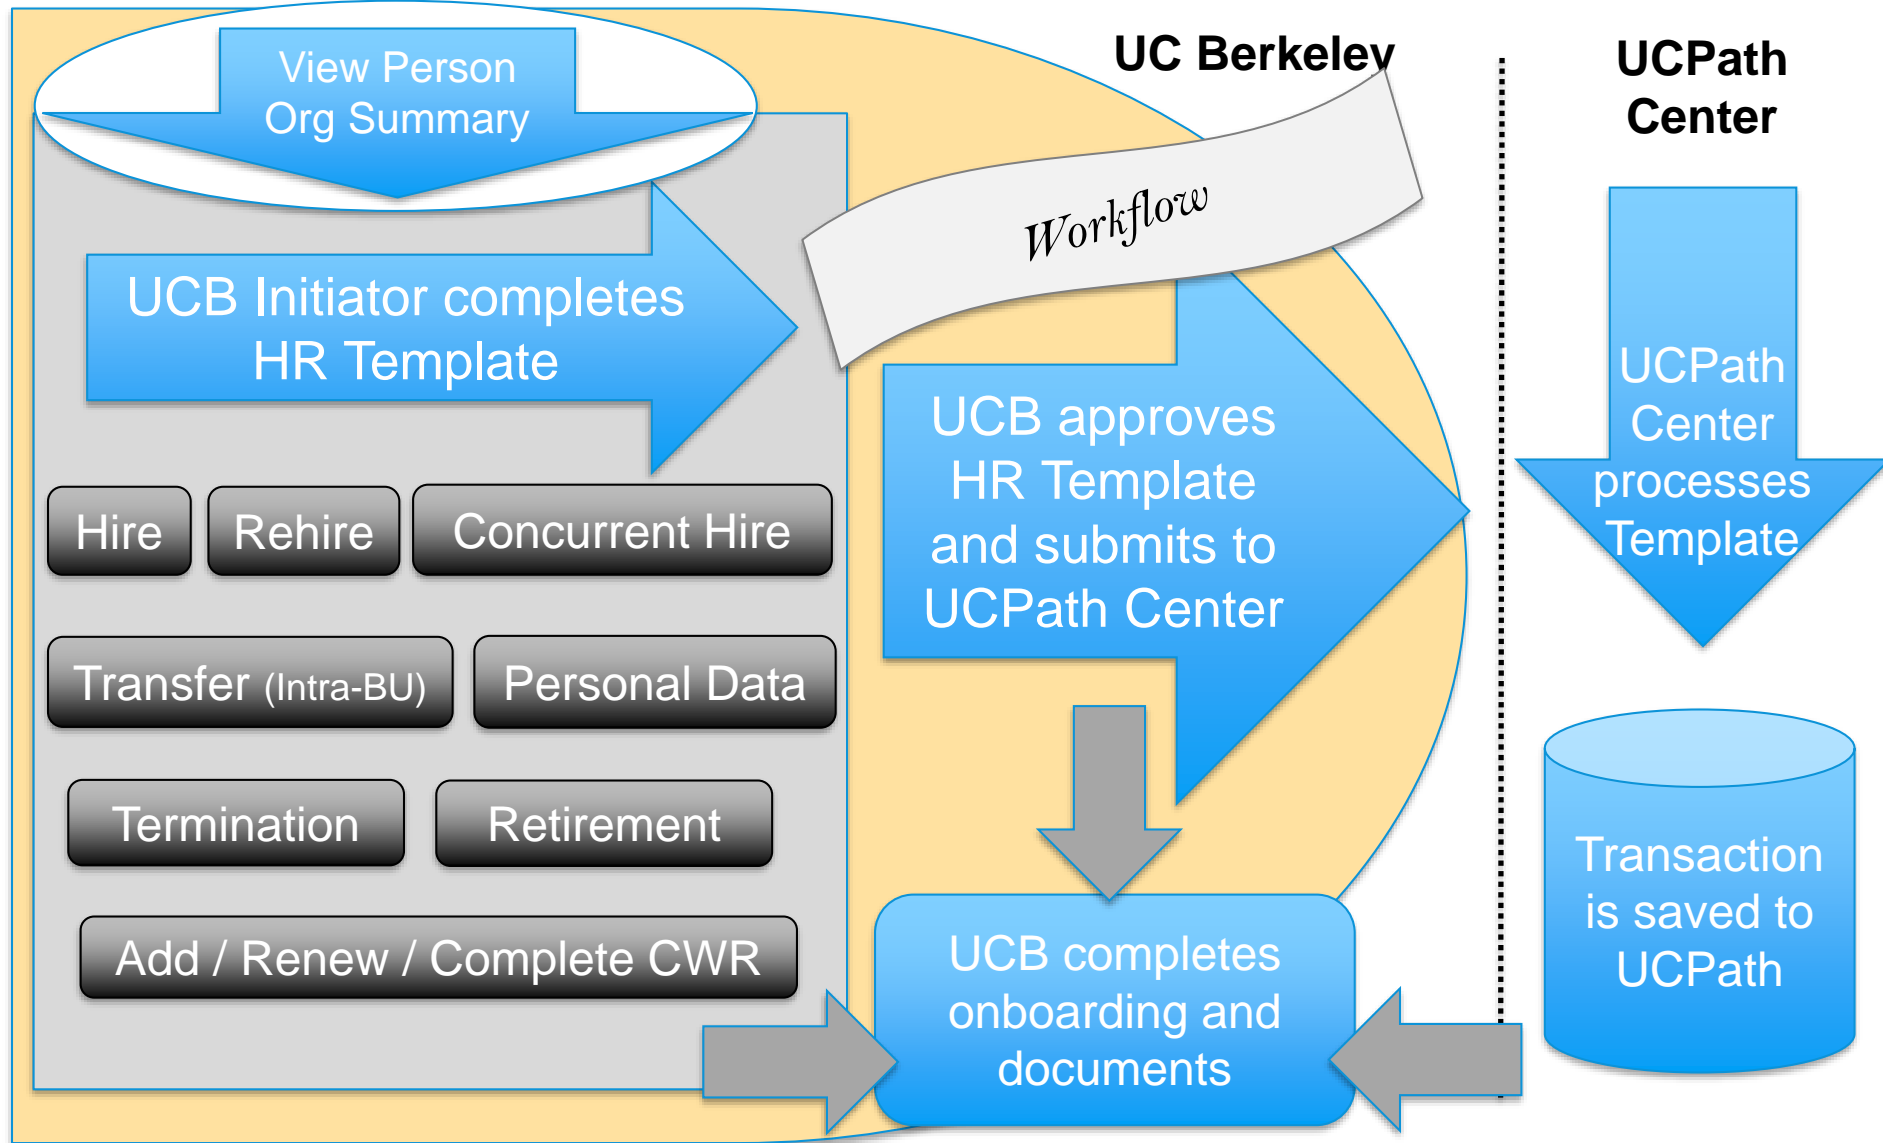 View Person
Org Summary
UC Berkeley
UCPath
Center
Workflow
UCB Initiator completes
HR Template
UCB approves
HR Template
and submits to
UCPath Center
UCPath
Center
processes
Template
Hire
Rehire
Concurrent Hire
Transfer (Intra-BU)
Personal Data
Termination
Retirement
Add / Renew / Complete CWR
UCB completes
onboarding and
documents
Transaction
is saved to
UCPath